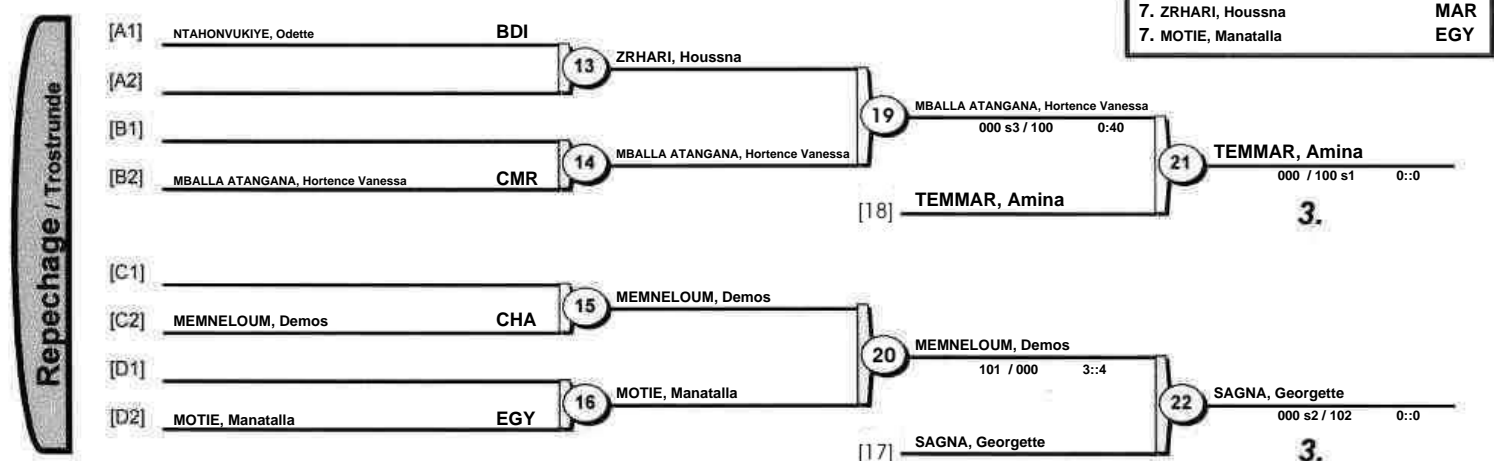 7. ZRHARI, Houssna MAR
7. MOTIE, Manatalla EGY
Repechage / Trostrunde
[A1] NTAHONVUKIYE, Odette BDI
13 ZRHARI, Houssna
[A2]
19 MBALLA ATANGANA, Hortence Vanessa
000 s3 / 100 0:40
[B1]
14 MBALLA ATANGANA, Hortence Vanessa
[B2] MBALLA ATANGANA, Hortence Vanessa CMR
21 TEMMAR, Amina
000 / 100 s1 0::0
3.
[18] TEMMAR, Amina
[C1]
15 MEMNELOUM, Demos
[C2] MEMNELOUM, Demos CHA
20 MEMNELOUM, Demos
101 / 000 3::4
[D1]
16 MOTIE, Manatalla
[D2] MOTIE, Manatalla EGY
22 SAGNA, Georgette
000 s2 / 102 0::0
3.
[17] SAGNA, Georgette